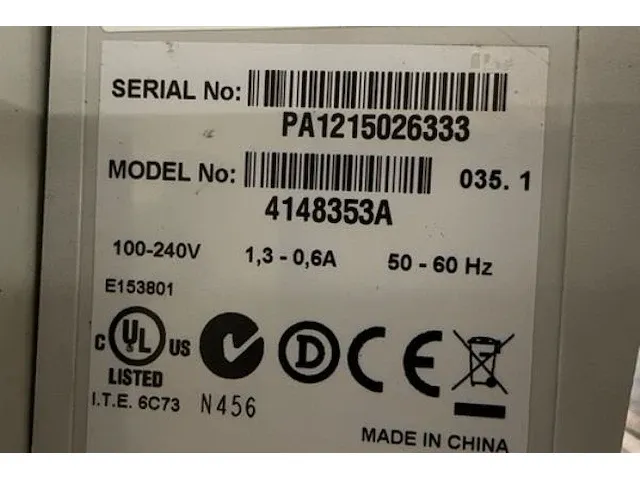 SERIAL No:
PA1215026333
MODEL No: 035. 1
4148353A
100-240V 1,3 - 0,6A 50 - 60 Hz
E153801
C UL US
LISTED
I.T.E. 6C73 N456
D CE
MADE IN CHINA